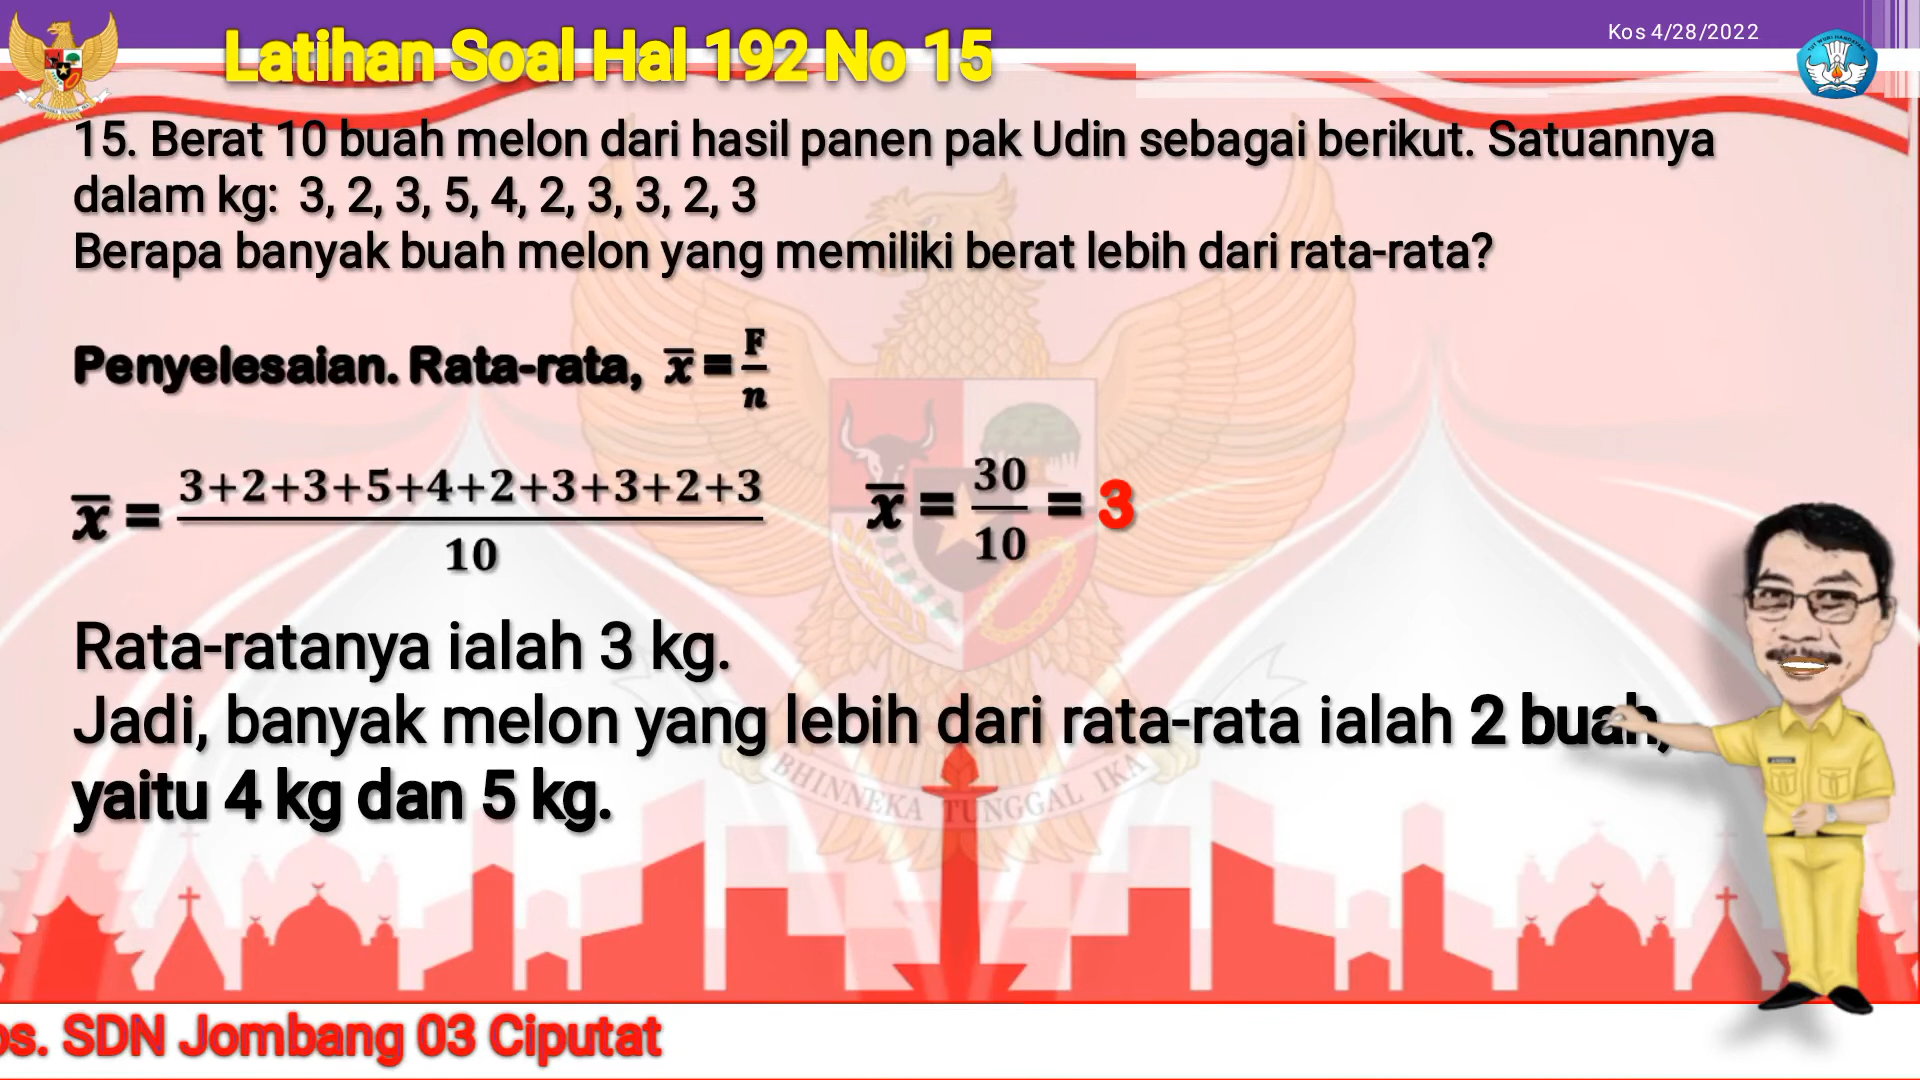 Latihan Soal Hal 192 No 15
Kos 4/28/2022
15. Berat 10 buah melon dari hasil panen pak Udin sebagai berikut. Satuannya
dalam kg: 3, 2, 3, 5, 4, 2, 3, 3, 2, 3
Berapa banyak buah melon yang memiliki berat lebih dari rata-rata?
Penyelesaian. Rata-rata, x̅ = F/n
x̅ = 3+2+3+5+4+2+3+3+2+3/10 x̅ = 30/10 = 3
Rata-ratanya ialah 3 kg.
Jadi, banyak melon yang lebih dari rata-rata ialah 2 buah,
yaitu 4 kg dan 5 kg.
BHINNEKA TUNGGAL IKA
os. SDN Jombang 03 Ciputat